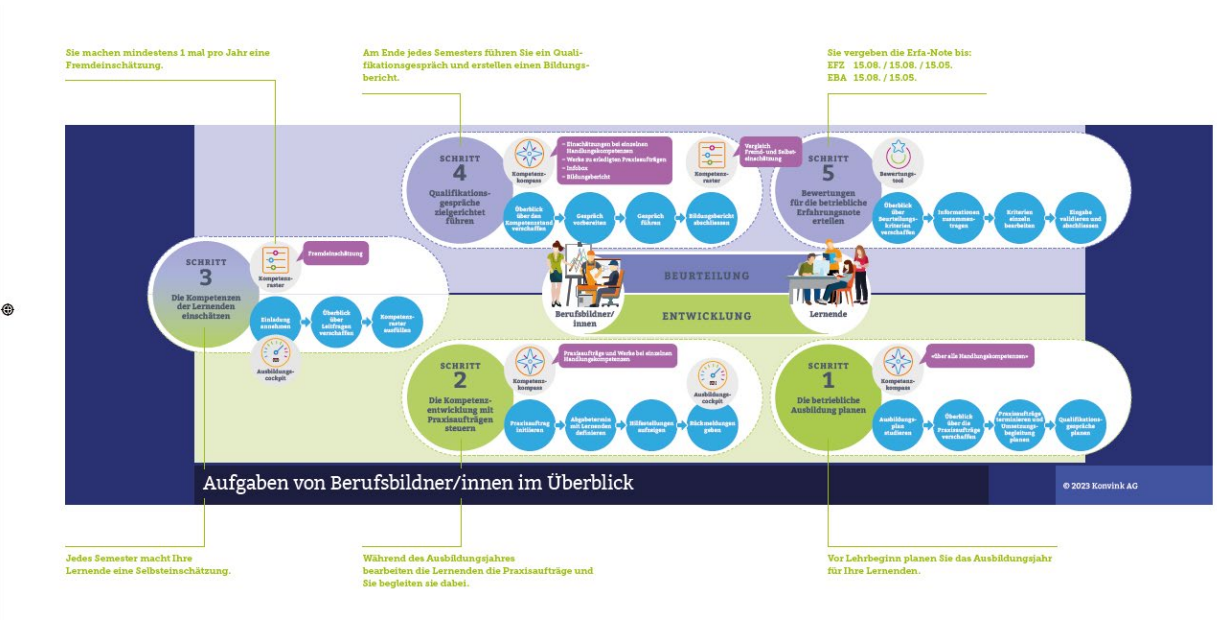 Sie machen mindestens 1 mal pro Jahr eine
Fremdeinschätzung.
Am Ende jedes Semesters führen Sie ein Quali-
fikationsgespräch und erstellen einen Bildungs-
bericht.
Sie vergeben die Erfa-Note bis:
EFZ 15.08. / 15.08. / 15.05.
EBA 15.08. / 15.05.
SCHRITT
4
Qualifikations-
gespräche
zielgerichtet
führen
Kompetenz-
kompass
– Einschätzungen bei einzelnen
Handlungskompetenzen
– Werke zu erledigten Praxisaufträgen
– Infobox
– Bildungsbericht
Kompetenz-
raster
Vergleich
Fremd- und Selbst-
einschätzung
Überblick
über den
Kompetenzstand
verschaffen
Gespräch
vorbereiten
Gespräch
führen
Bildungsbericht
abschliessen
SCHRITT
5
Bewertungen
für die betriebliche
Erfahrungsnote
erteilen
Bewertungs-
tool
Überblick
über
Beurteilungs-
kriterien
verschaffen
Informationen
zusammen-
tragen
Kriterien
einzeln
bearbeiten
Eingabe
validieren und
abschliessen
SCHRITT
3
Die Kompetenzen
der Lernenden
einschätzen
Kompetenz-
raster
Fremdeinschätzung
Einladung
annehmen
Überblick
über
Leitfragen
verschaffen
Kompetenz-
raster
ausfüllen
Ausbildungs-
cockpit
BEURTEILUNG
ENTWICKLUNG
Berufsbildner/
innen
Lernende
SCHRITT
2
Die Kompetenz-
entwicklung mit
Praxisaufträgen
steuern
Kompetenz-
kompass
Praxisaufträge und Werke bei einzelnen
Handlungskompetenzen
Ausbildungs-
cockpit
Praxisauftrag
initiieren
Abgabetermin
mit Lernenden
definieren
Hilfestellungen
aufzeigen
Rückmeldungen
geben
SCHRITT
1
Die betriebliche
Ausbildung planen
Kompetenz-
kompass
«über alle Handlungskompetenzen»
Ausbildungs-
plan
studieren
Überblick
über die
Praxisaufträge
verschaffen
Praxisaufträge
terminieren und
Umsetzungs-
begleitung
planen
Qualifikations-
gespräche
planen
Aufgaben von Berufsbildner/innen im Überblick
© 2023 Konvink AG
Jedes Semester macht Ihre
Lernende eine Selbsteinschätzung.
Während des Ausbildungsjahres
bearbeiten die Lernenden die Praxisaufträge und
Sie begleiten sie dabei.
Vor Lehrbeginn planen Sie das Ausbildungsjahr
für Ihre Lernenden.